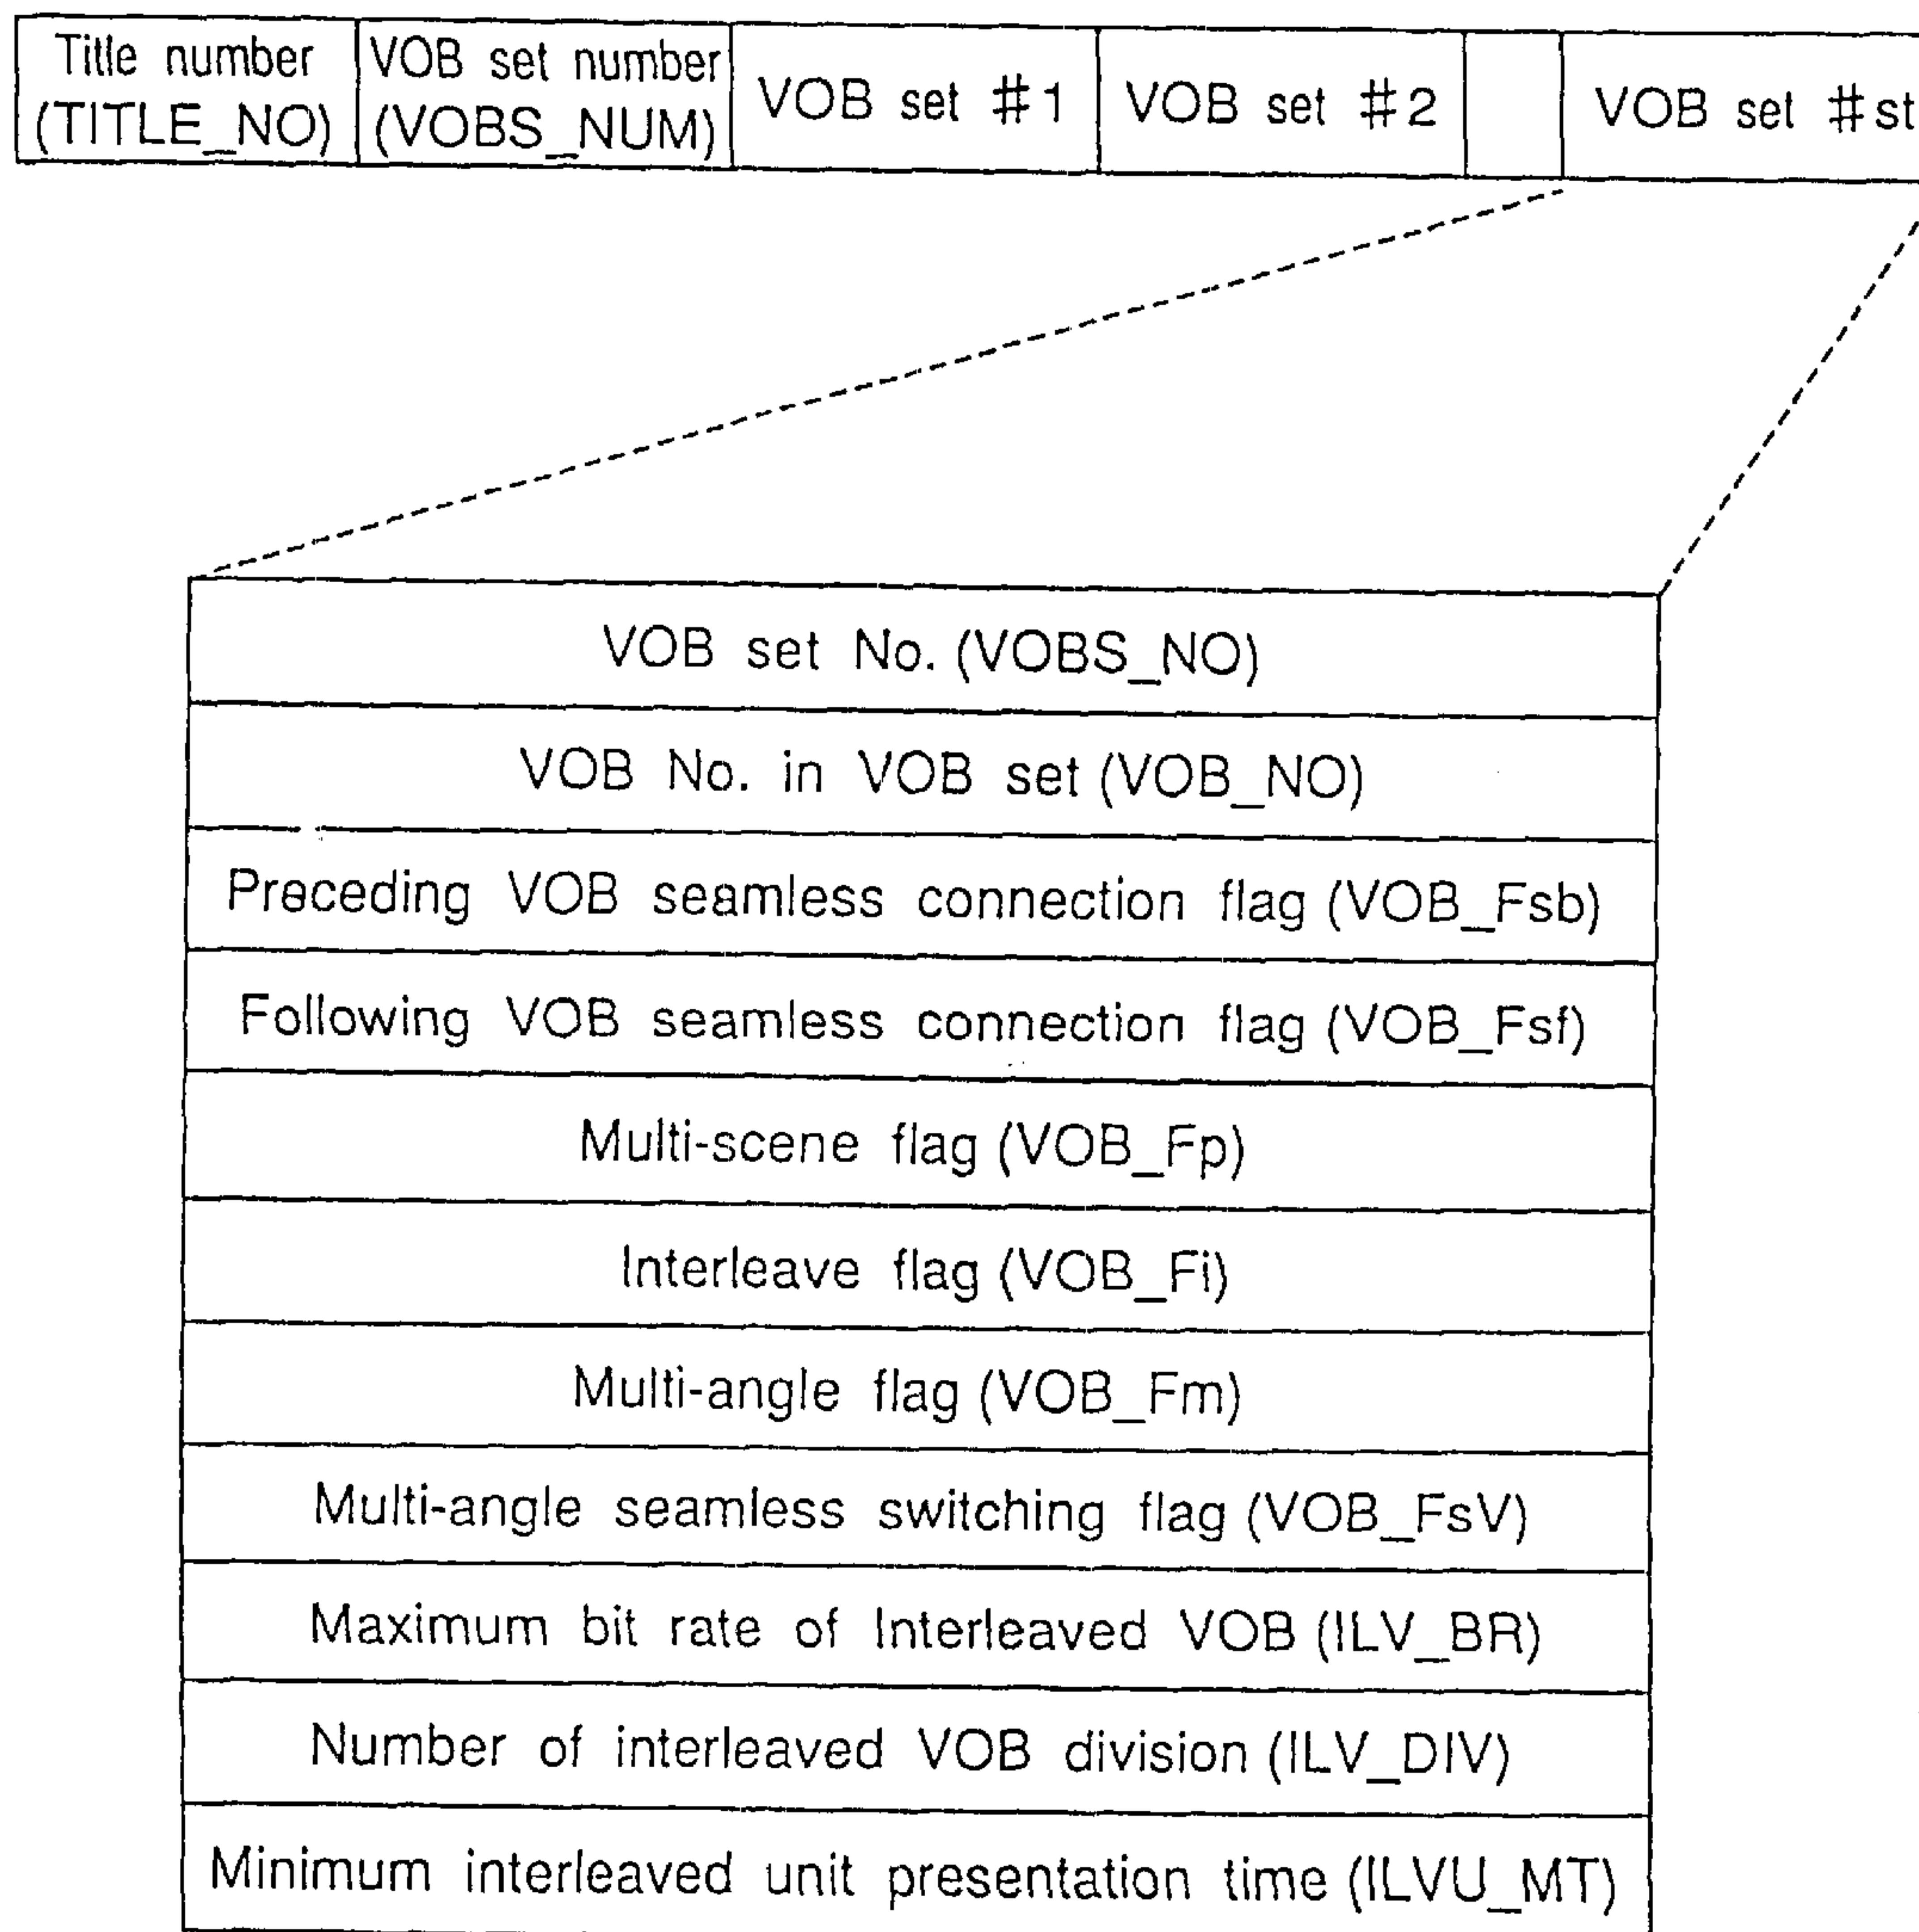 Title number
(TITLE_NO)
VOB set number
(VOBS_NUM)
VOB set #1
VOB set #2
VOB set #st
VOB set No. (VOBS_NO)
VOB No. in VOB set (VOB_NO)
Preceding VOB seamless connection flag (VOB_Fsb)
Following VOB seamless connection flag (VOB_Fsf)
Multi-scene flag (VOB_Fp)
Interleave flag (VOB_Fi)
Multi-angle flag (VOB_Fm)
Multi-angle seamless switching flag (VOB_FsV)
Maximum bit rate of Interleaved VOB (ILV_BR)
Number of interleaved VOB division (ILV_DIV)
Minimum interleaved unit presentation time (ILVU_MT)